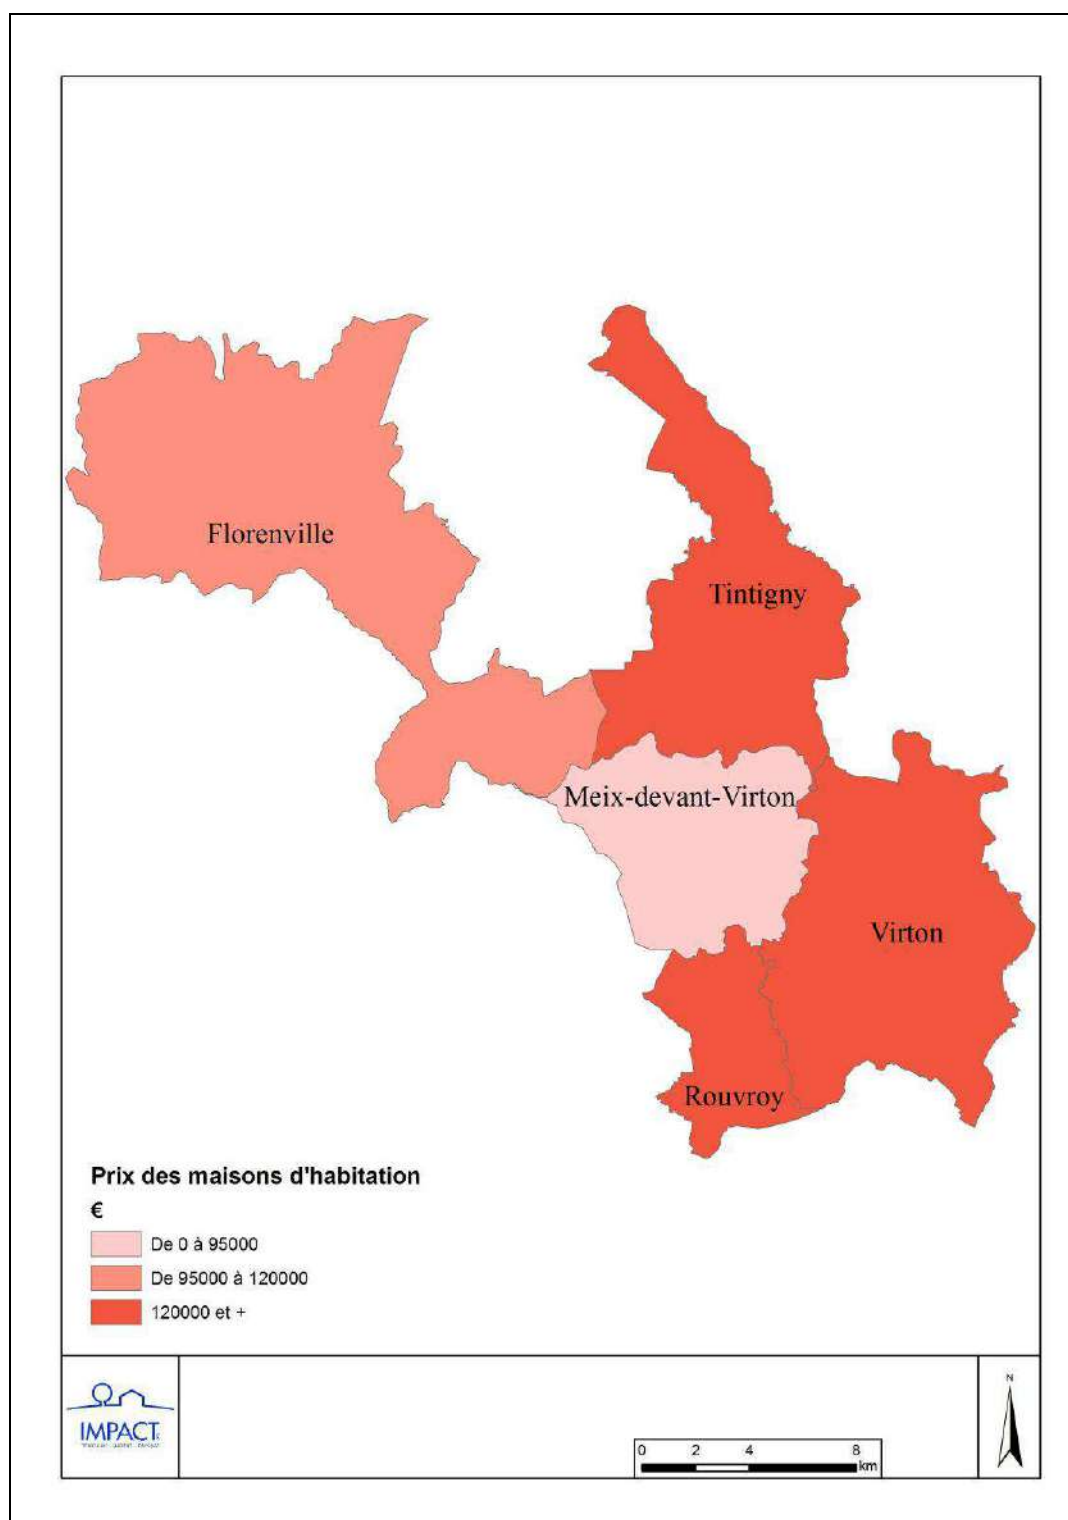 Florenville
Tintigny
Meix-devant-Virton
Virton
Rouvroy
Prix des maisons d'habitation
€
De 0 à 95000
De 95000 à 120000
120000 et +
IMPACT
N
0 2 4 8
km